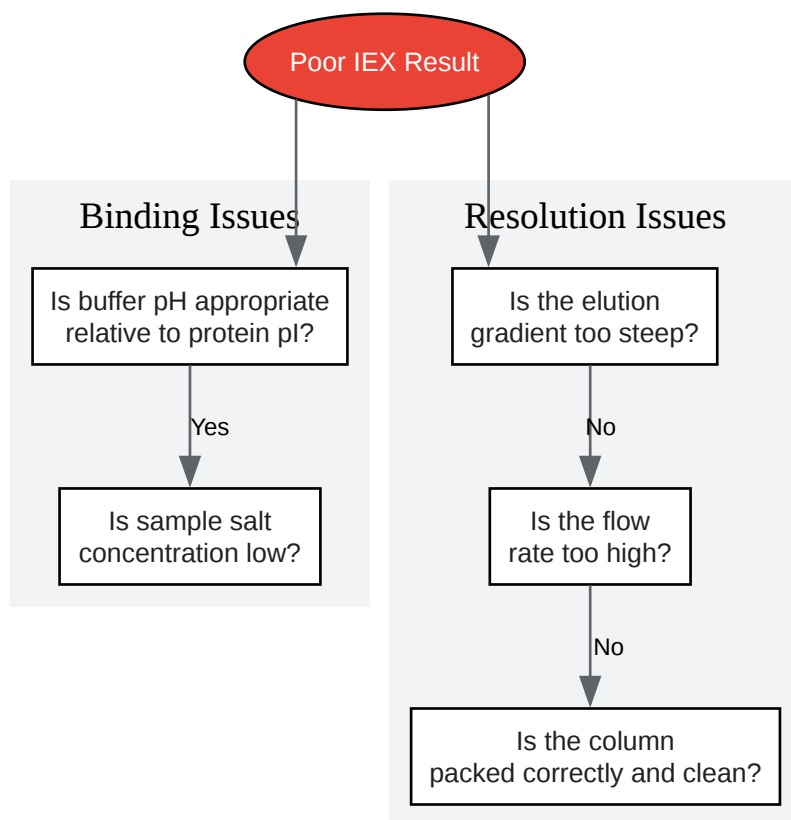 Poor IEX Result
Binding Issues
Is buffer pH appropriate
relative to protein pI?
Yes
Is sample salt
concentration low?
Resolution Issues
Is the elution
gradient too steep?
No
Is the flow
rate too high?
No
Is the column
packed correctly and clean?